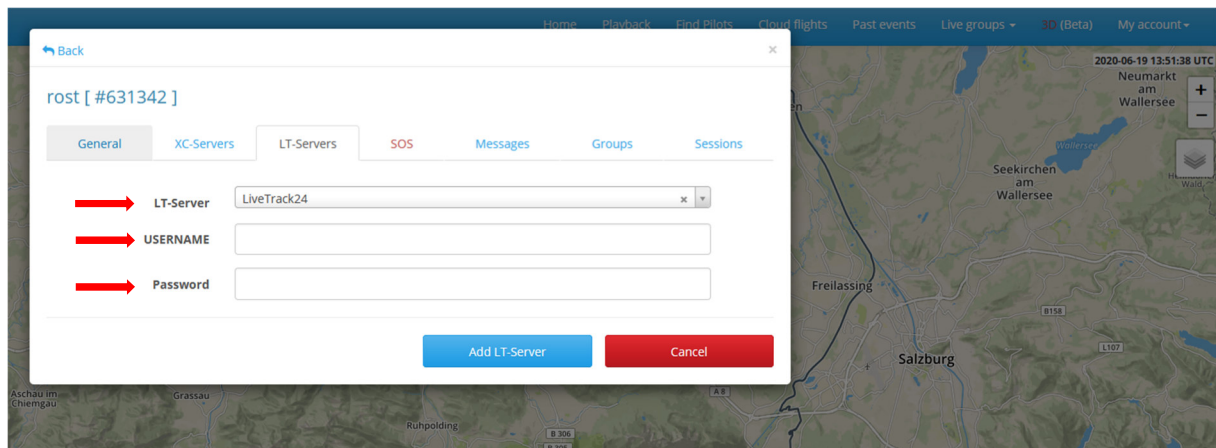 Home Playback Find Pilots Cloud flights Past events Live groups 3D (Beta) My account
Back
×
2020-06-19 13:51:38 UTC
rost [ #631342 ]
General XC-Servers LT-Servers SOS Messages Groups Sessions
LT-Server LiveTrack24 ×
USERNAME
Password
Add LT-Server Cancel
Neumarkt
am
Wallersee
+
−
Wallersee
Seekirchen
am
Wallersee
Wald
Freilassing
B158
L107
Salzburg
A 8
Aschau im
Chiemgau
Grassau
Ruhpolding
B 306
B 305